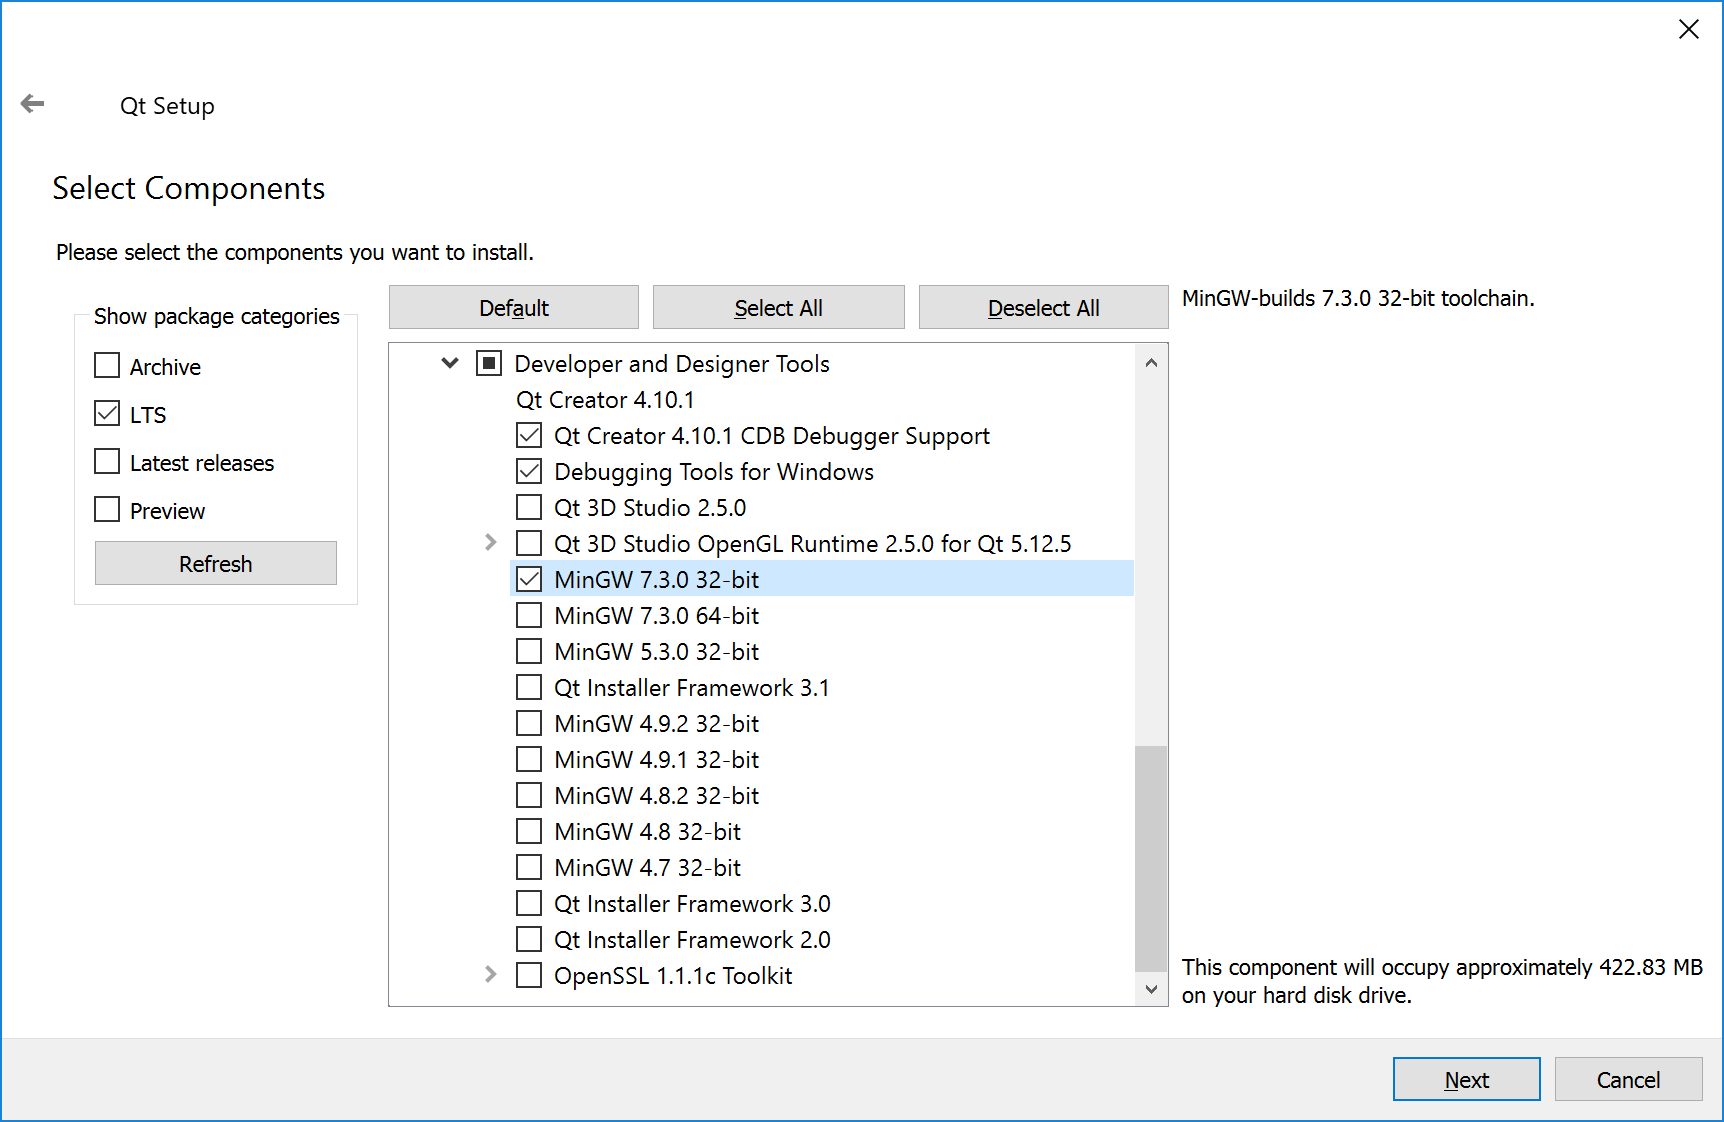 Qt Setup
Select Components
Please select the components you want to install.
Show package categories
Archive
LTS
Latest releases
Preview
Refresh
Default
Select All
Deselect All
Developer and Designer Tools
Qt Creator 4.10.1
Qt Creator 4.10.1 CDB Debugger Support
Debugging Tools for Windows
Qt 3D Studio 2.5.0
Qt 3D Studio OpenGL Runtime 2.5.0 for Qt 5.12.5
MinGW 7.3.0 32-bit
MinGW 7.3.0 64-bit
MinGW 5.3.0 32-bit
Qt Installer Framework 3.1
MinGW 4.9.2 32-bit
MinGW 4.9.1 32-bit
MinGW 4.8.2 32-bit
MinGW 4.8 32-bit
MinGW 4.7 32-bit
Qt Installer Framework 3.0
Qt Installer Framework 2.0
OpenSSL 1.1.1c Toolkit
MinGW-builds 7.3.0 32-bit toolchain.
This component will occupy approximately 422.83 MB
on your hard disk drive.
Next
Cancel